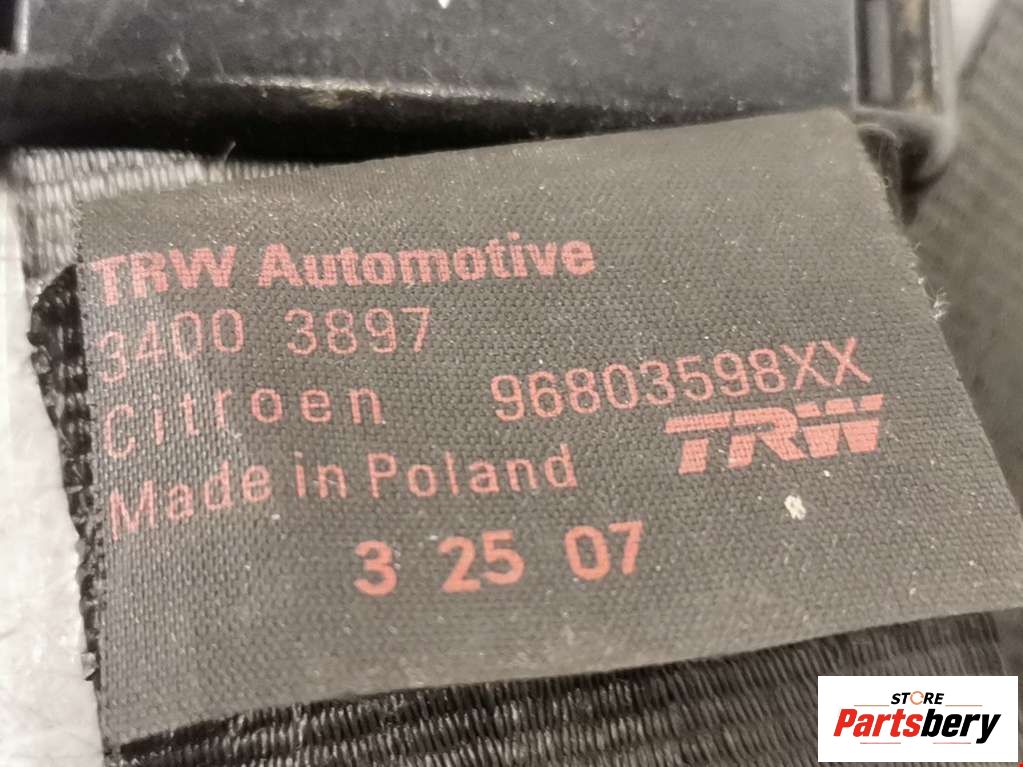 TRW Automotive
3400 3897
Citroen 96803598XX
TRW
Made in Poland
3 25 07
STORE
Partsbery